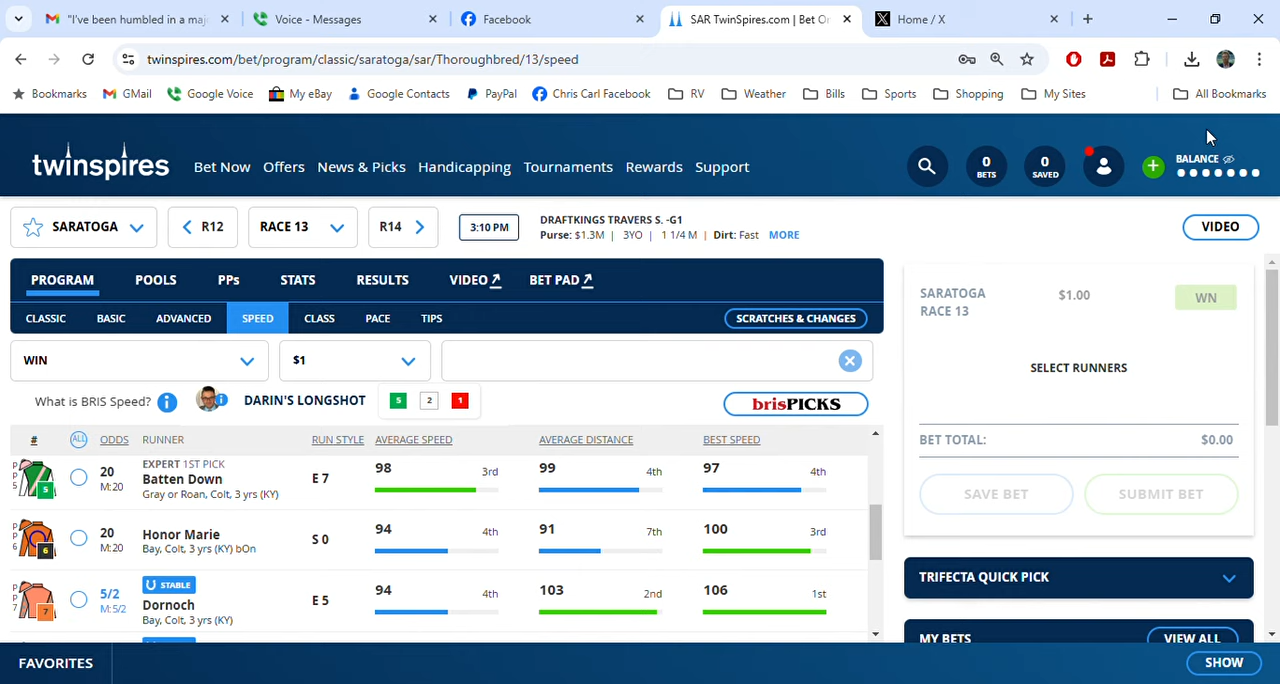 "I've been humbled in a maj
Voice - Messages
Facebook
SAR TwinSpires.com | Bet On
Home / X
twinspires.com/bet/program/classic/saratoga/sar/Thoroughbred/13/speed
Bookmarks GMail Google Voice My eBay Google Contacts PayPal Chris Carl Facebook RV Weather Bills Sports Shopping My Sites All Bookmarks
twinspires Bet Now Offers News & Picks Handicapping Tournaments Rewards Support
0 BETS
0 SAVED
BALANCE
SARATOGA R12 RACE 13 R14 3:10 PM
DRAFTKINGS TRAVERS S. -G1
Purse: $1.3M | 3YO | 1 1/4 M | Dirt: Fast MORE
VIDEO
PROGRAM POOLS PPs STATS RESULTS VIDEO BET PAD
CLASSIC BASIC ADVANCED SPEED CLASS PACE TIPS SCRATCHES & CHANGES
WIN $1
What is BRIS Speed? DARIN'S LONGSHOT 5 2 1 brisPICKS
# ALL ODDS RUNNER RUN STYLE AVERAGE SPEED AVERAGE DISTANCE BEST SPEED
PP5 5 20 M:20
EXPERT 1ST PICK
Batten Down
Gray or Roan, Colt, 3 yrs (KY)
E 7 98 3rd 99 4th 97 4th
PP6 6 20 M:20
Honor Marie
Bay, Colt, 3 yrs (KY) bOn
S 0 94 4th 91 7th 100 3rd
PP7 7 5/2 M:5/2
STABLE
Dornoch
Bay, Colt, 3 yrs (KY)
E 5 94 4th 103 2nd 106 1st
SARATOGA
RACE 13
$1.00
WN
SELECT RUNNERS
BET TOTAL: $0.00
SAVE BET SUBMIT BET
TRIFECTA QUICK PICK
MY BETS VIEW ALL
FAVORITES SHOW